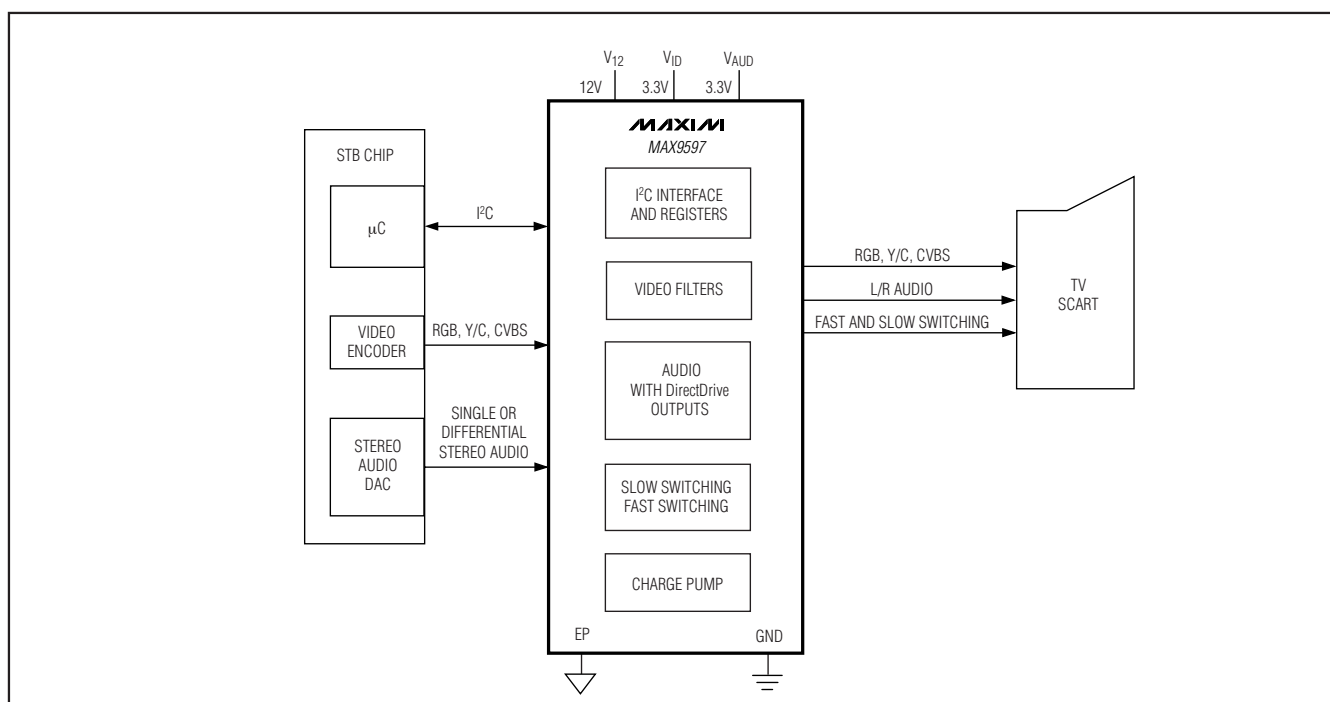 V12
VID
VAUD
12V
3.3V
3.3V
MAXIM
MAX9597
STB CHIP
µC
I²C
I²C INTERFACE
AND REGISTERS
VIDEO FILTERS
RGB, Y/C, CVBS
L/R AUDIO
FAST AND SLOW SWITCHING
TV
SCART
VIDEO
ENCODER
RGB, Y/C, CVBS
AUDIO
WITH DirectDrive
OUTPUTS
STEREO
AUDIO
DAC
SINGLE OR
DIFFERENTIAL
STEREO AUDIO
SLOW SWITCHING
FAST SWITCHING
CHARGE PUMP
EP
GND